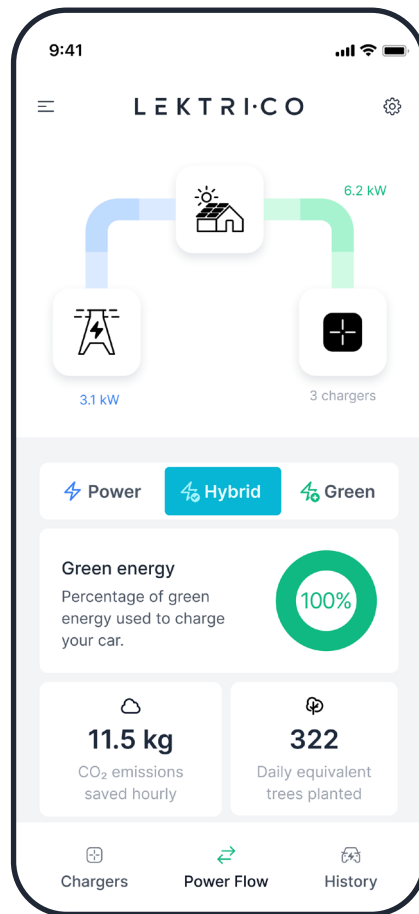 9:41
LEKTRI·CO
6.2 kW
3.1 kW
3 chargers
Power
Hybrid
Green
Green energy
Percentage of green
energy used to charge
your car.
100%
11.5 kg
CO₂ emissions
saved hourly
322
Daily equivalent
trees planted
Chargers
Power Flow
History